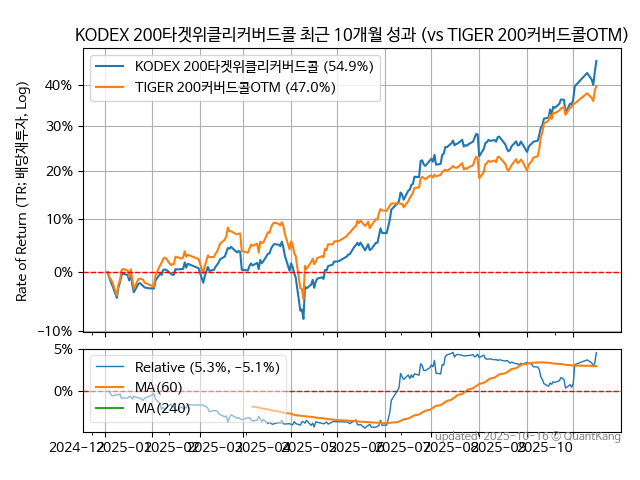 KODEX 200타겟위클리커버드콜 최근 10개월 성과 (vs TIGER 200커버드콜OTM)
Rate of Return (TR: 배당재투자, Log)
KODEX 200타겟위클리커버드콜 (54.9%)
TIGER 200커버드콜OTM (47.0%)
40%
30%
20%
10%
0%
−10%
5%
0%
Relative (5.3%, −5.1%)
MA(60)
MA(240)
updated: 2025-10-16 © QuantKang
2024-12
2025-01
2025-02
2025-03
2025-04
2025-05
2025-06
2025-07
2025-08
2025-09
2025-10